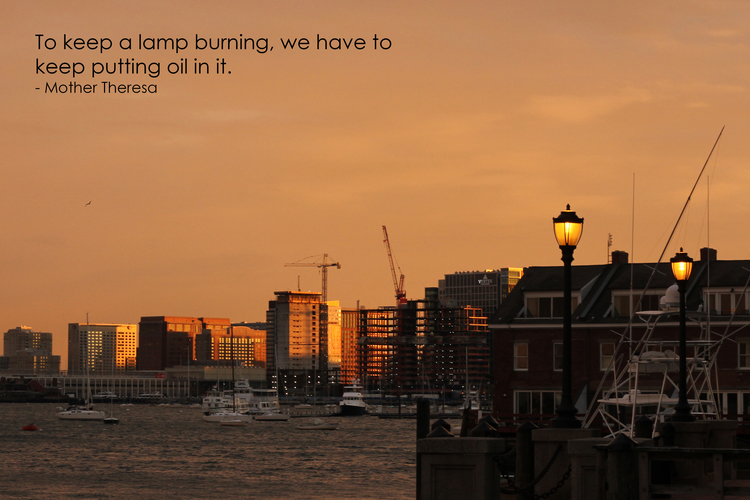 To keep a lamp burning, we have to
keep putting oil in it.
- Mother Theresa